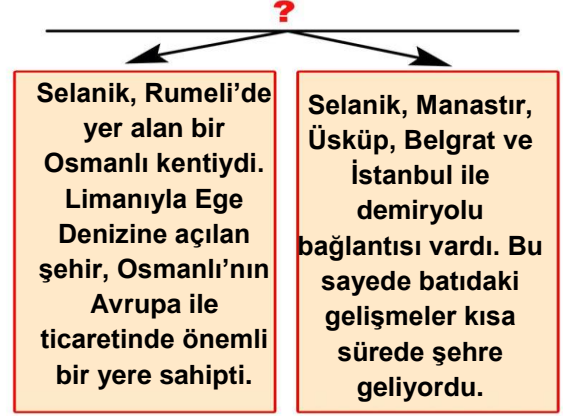 ?
Selanik, Rumeli’de
yer alan bir
Osmanlı kentiydi.
Limanıyla Ege
Denizine açılan
şehir, Osmanlı’nın
Avrupa ile
ticaretinde önemli
bir yere sahipti.
Selanik, Manastır,
Üsküp, Belgrat ve
İstanbul ile
demiryolu
bağlantısı vardı. Bu
sayede batıdaki
gelişmeler kısa
sürede şehre
geliyordu.